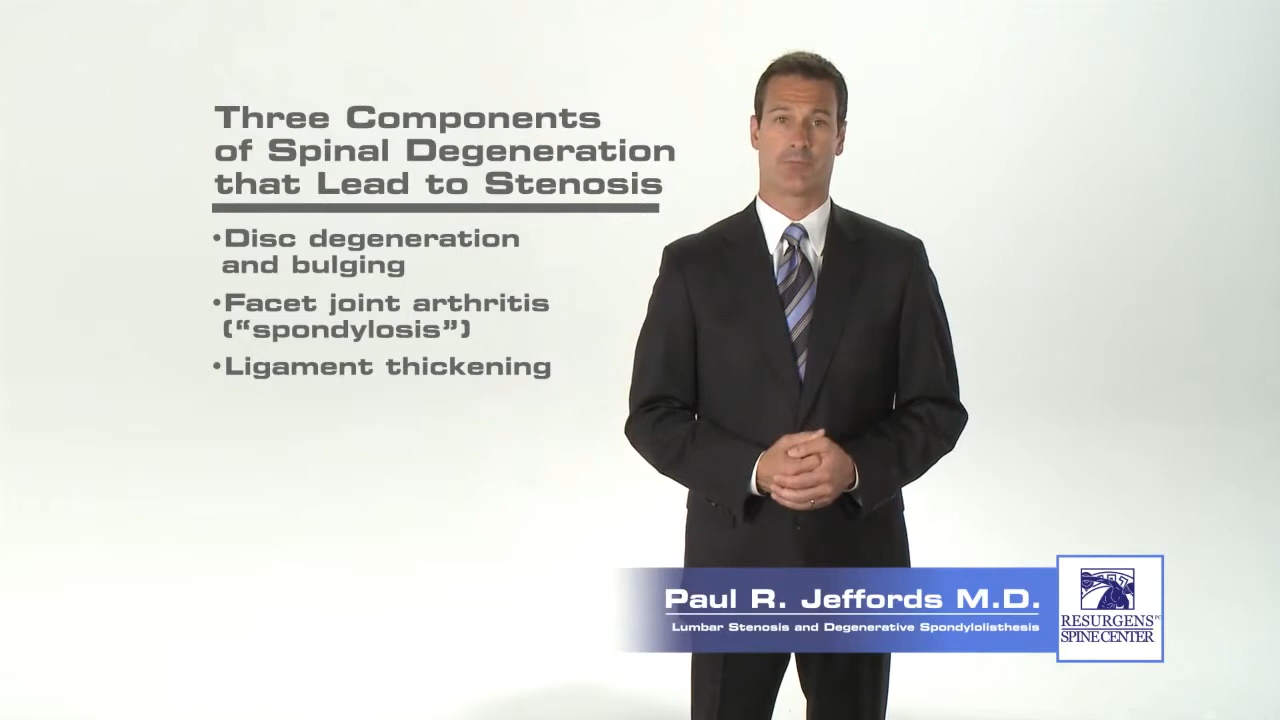 Three Components
of Spinal Degeneration
that Lead to Stenosis
•Disc degeneration
and bulging
•Facet joint arthritis
(“spondylosis”)
•Ligament thickening
Paul R. Jeffords M.D.
Lumbar Stenosis and Degenerative Spondylolisthesis
RESURGENS PC
SPINE CENTER